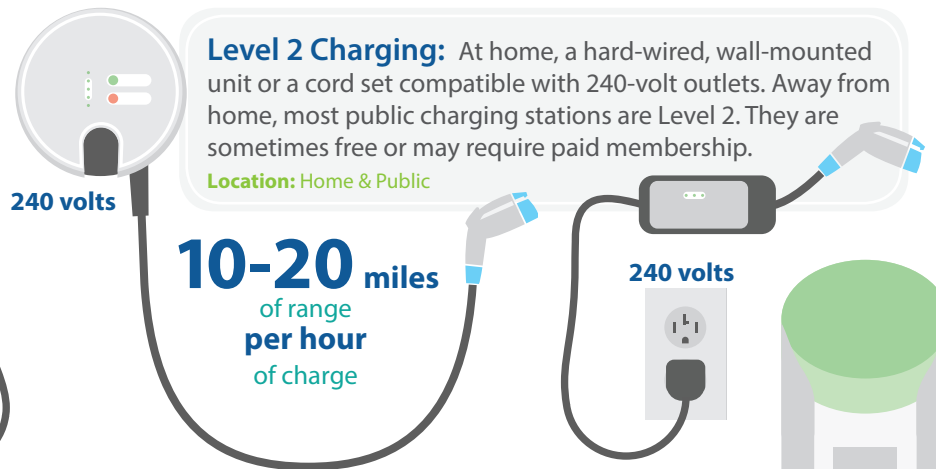 Level 2 Charging: At home, a hard-wired, wall-mounted
unit or a cord set compatible with 240-volt outlets. Away from
home, most public charging stations are Level 2. They are
sometimes free or may require paid membership.
Location: Home & Public
240 volts
10-20 miles
of range
per hour
of charge
240 volts